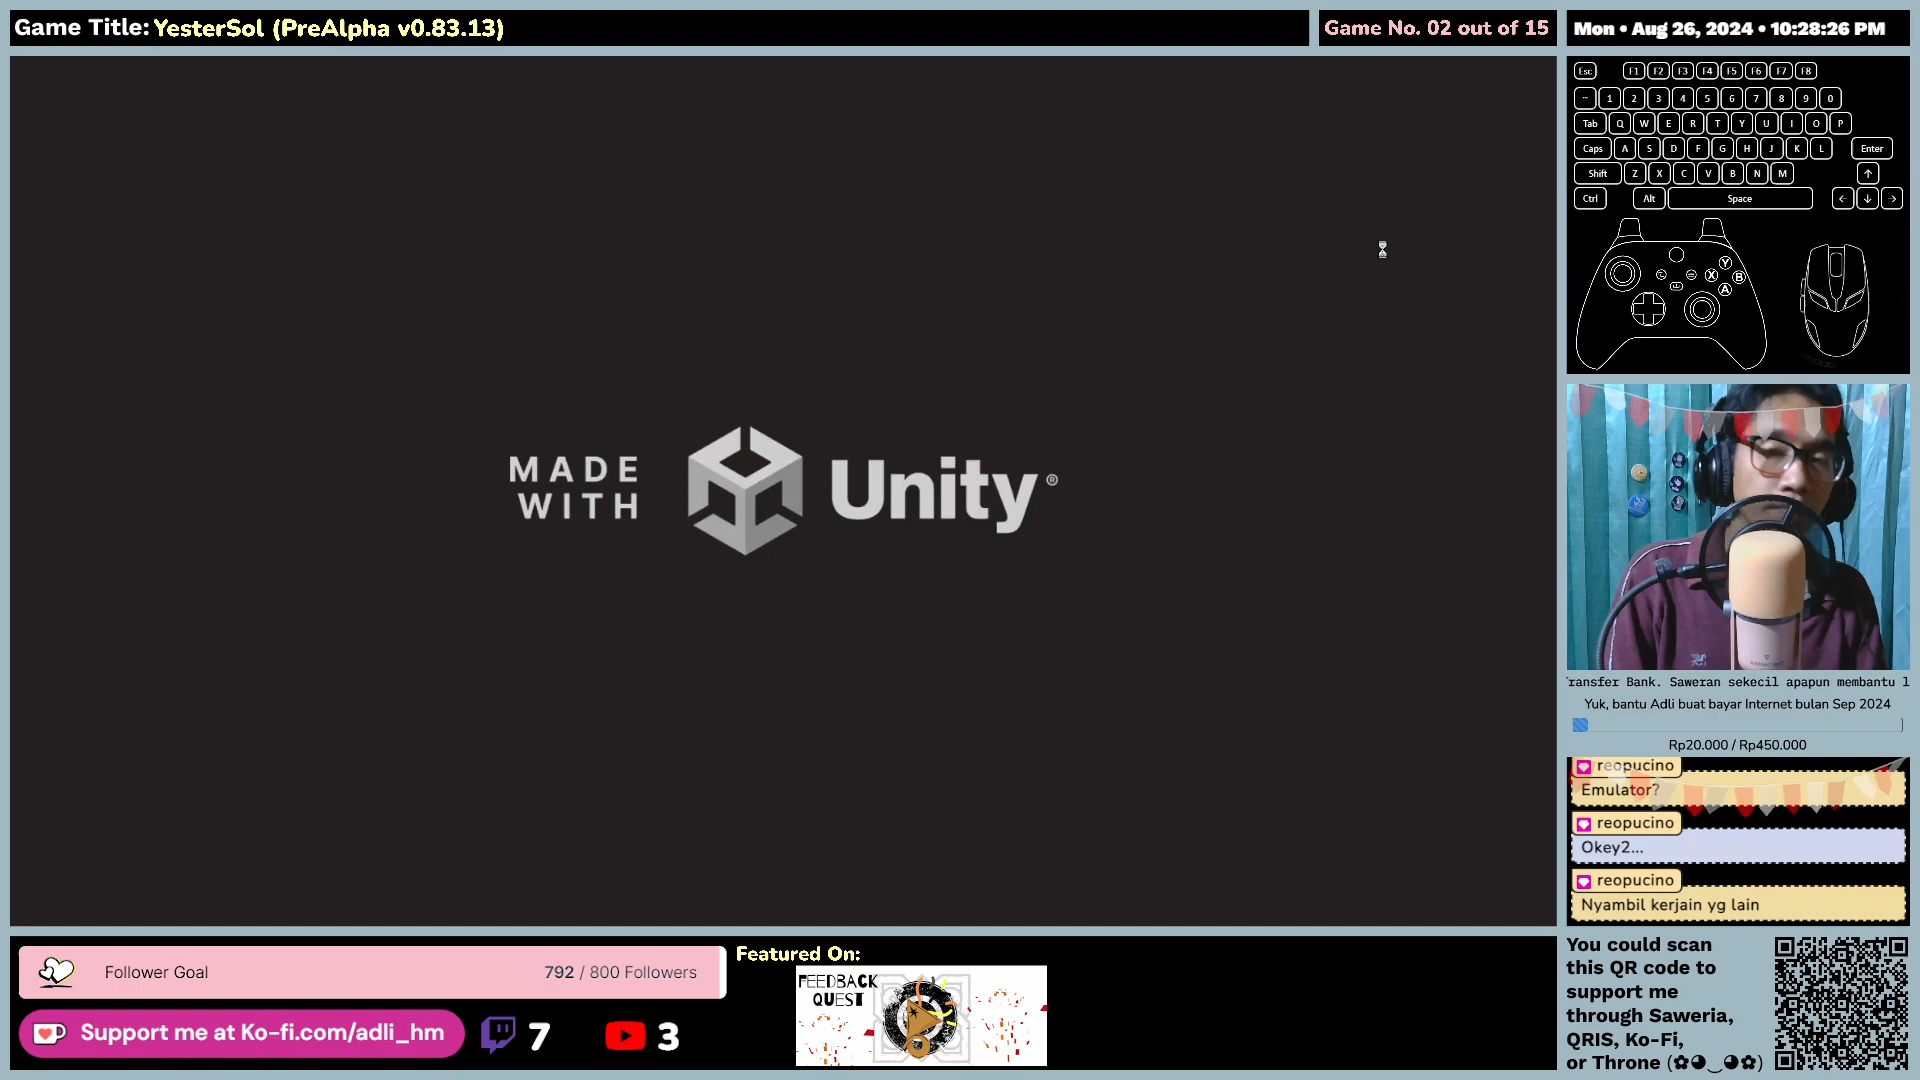 Game Title: YesterSol (PreAlpha v0.83.13)
Game No. 02 out of 15
Mon • Aug 26, 2024 • 10:28:26 PM
Esc F1 F2 F3 F4 F5 F6 F7 F8
~ 1 2 3 4 5 6 7 8 9 0
Tab Q W E R T Y U I O P
Caps A S D F G H J K L Enter
Shift Z X C V B N M ↑
Ctrl Alt Space ← ↓ →
Y
X B
A
MADE
WITH
Unity®
Transfer Bank. Saweran sekecil apapun membantu l
Yuk, bantu Adli buat bayar Internet bulan Sep 2024
Rp20.000 / Rp450.000
reopucino
Emulator?
reopucino
Okey2...
reopucino
Nyambil kerjain yg lain
Follower Goal 792 / 800 Followers
Support me at Ko-fi.com/adli_hm
7 3
Featured On:
FEEDBACK
QUEST
You could scan
this QR code to
support me
through Saweria,
QRIS, Ko-Fi,
or Throne (✿◕‿◕✿)